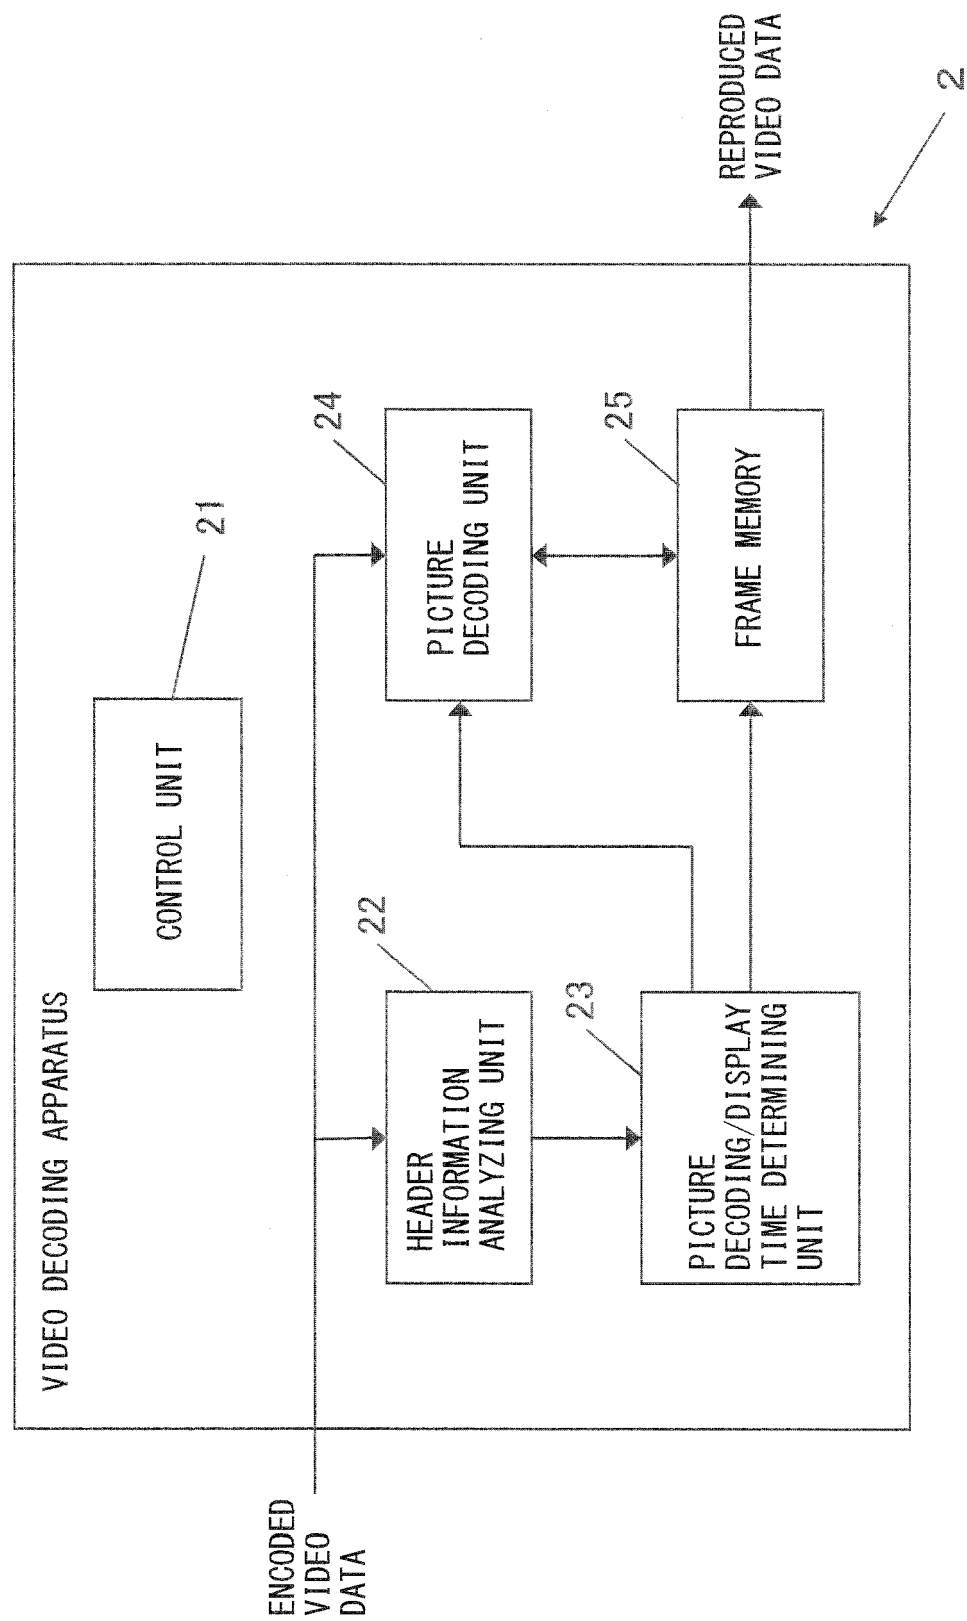 VIDEO DECODING APPARATUS
CONTROL UNIT
21
ENCODED
VIDEO
DATA
HEADER
INFORMATION
ANALYZING UNIT
22
PICTURE
DECODING UNIT
24
PICTURE
DECODING/DISPLAY
TIME DETERMINING
UNIT
23
FRAME MEMORY
25
REPRODUCED
VIDEO DATA
2